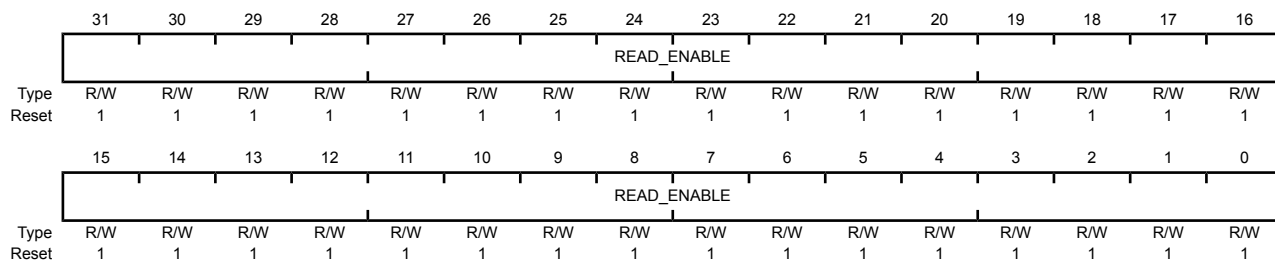 31 30 29 28 27 26 25 24 23 22 21 20 19 18 17 16
READ_ENABLE
Type R/W R/W R/W R/W R/W R/W R/W R/W R/W R/W R/W R/W R/W R/W R/W R/W
Reset 1 1 1 1 1 1 1 1 1 1 1 1 1 1 1 1
15 14 13 12 11 10 9 8 7 6 5 4 3 2 1 0
READ_ENABLE
Type R/W R/W R/W R/W R/W R/W R/W R/W R/W R/W R/W R/W R/W R/W R/W R/W
Reset 1 1 1 1 1 1 1 1 1 1 1 1 1 1 1 1